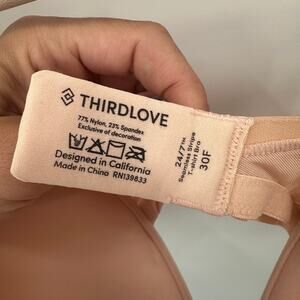 THIRDLOVE
77% Nylon, 23% Spandex
Exclusive of decoration
Designed in California
Made in China RN139833
24/7™
Seamless Stripe
T-shirt Bra
30F